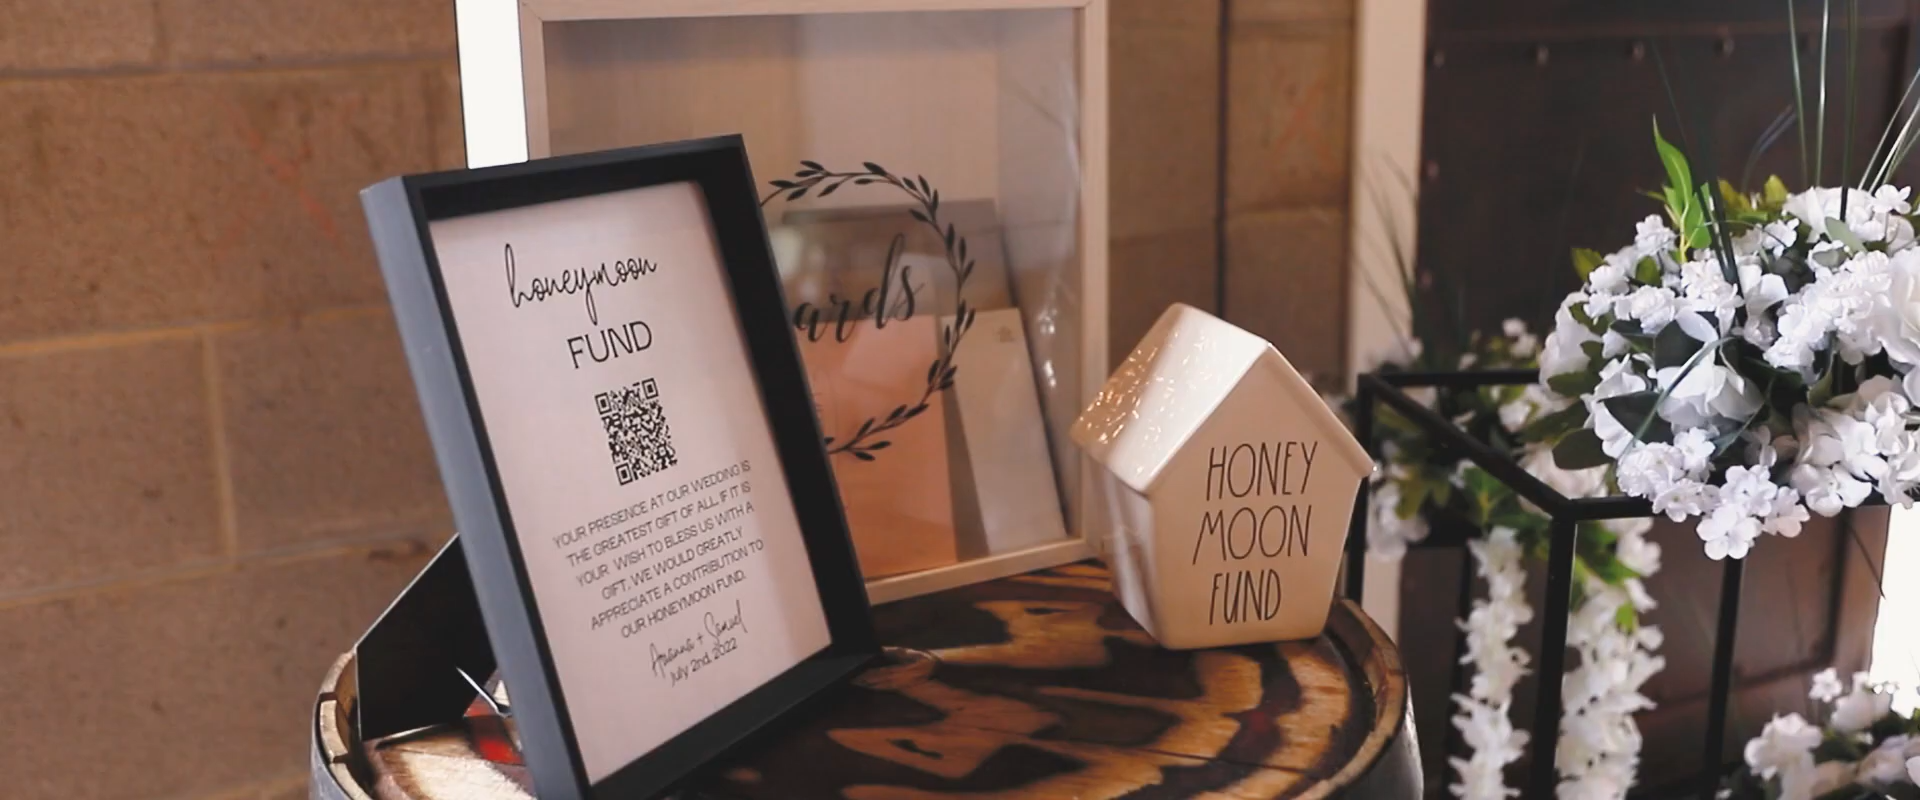 honeymoon
FUND
YOUR PRESENCE AT OUR WEDDING IS
THE GREATEST GIFT OF ALL. IF IT IS
YOUR WISH TO BLESS US WITH A
GIFT, WE WOULD GREATLY
APPRECIATE A CONTRIBUTION TO
OUR HONEYMOON FUND.
+ Samuel
July 2nd, 2022
ards
HONEY
MOON
FUND